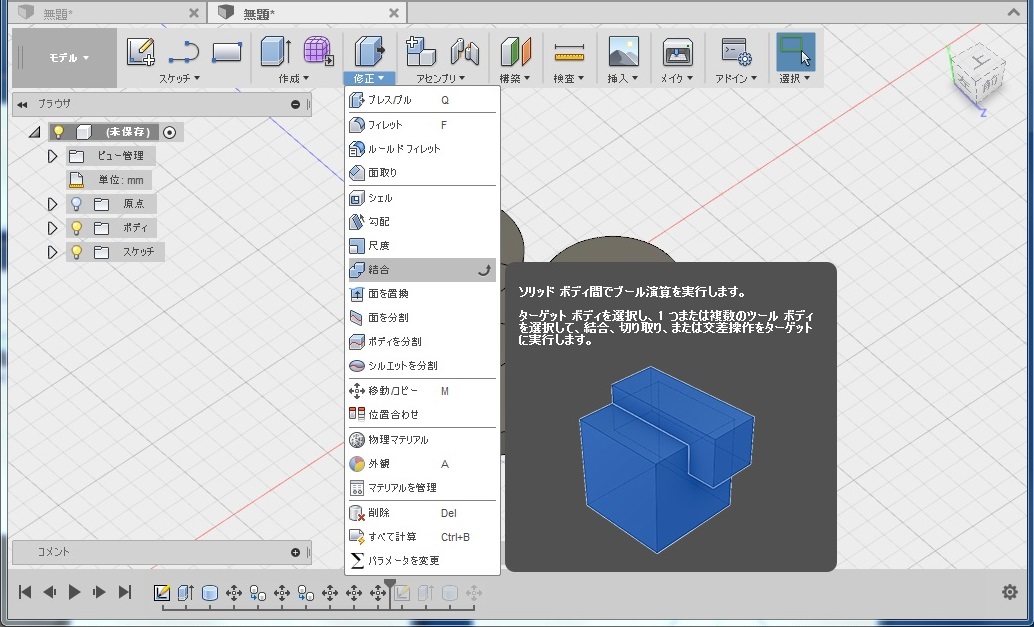 無題*
無題*
モデル
スケッチ
作成
修正
アセンブリ
構築
検査
挿入
メイク
アドイン
選択
ブラウザ
(未保存)
ビュー管理
単位: mm
原点
ボディ
スケッチ
プレス/プル Q
フィレット F
ルールド フィレット
面取り
シェル
勾配
尺度
結合
面を置換
面を分割
ボディを分割
シルエットを分割
移動/コピー M
位置合わせ
物理マテリアル
外観 A
マテリアルを管理
削除 Del
すべて計算 Ctrl+B
パラメータを変更
ソリッド ボディ間でブール演算を実行します。
ターゲット ボディを選択し、1 つまたは複数のツール ボディ
を選択して、結合、切り取り、または交差操作をターゲット
に実行します。
コメント
Z